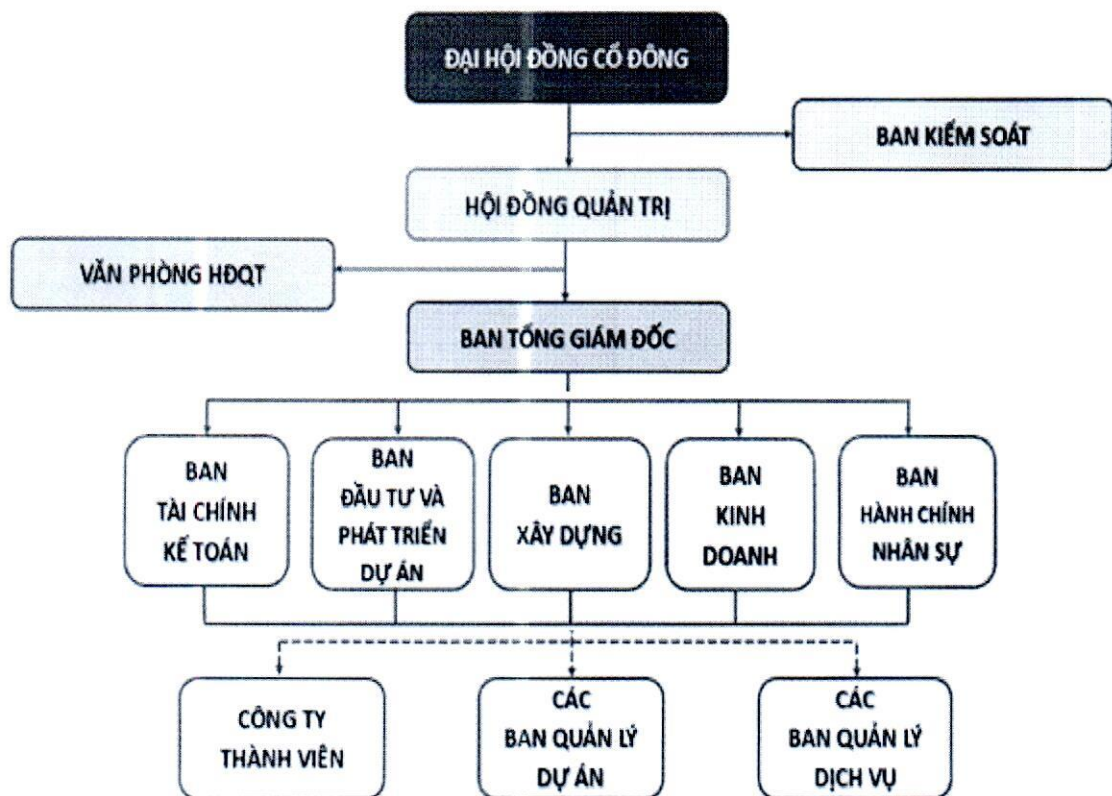 ĐẠI HỘI ĐỒNG CỔ ĐÔNG
BAN KIỂM SOÁT
HỘI ĐỒNG QUẢN TRỊ
VĂN PHÒNG HĐQT
BAN TỔNG GIÁM ĐỐC
BAN
TÀI CHÍNH
KẾ TOÁN
BAN
ĐẦU TƯ VÀ
PHÁT TRIỂN
DỰ ÁN
BAN
XÂY DỰNG
BAN
KINH
DOANH
BAN
HÀNH CHÍNH
NHÂN SỰ
CÔNG TY
THÀNH VIÊN
CÁC
BAN QUẢN LÝ
DỰ ÁN
CÁC
BAN QUẢN LÝ
DỊCH VỤ